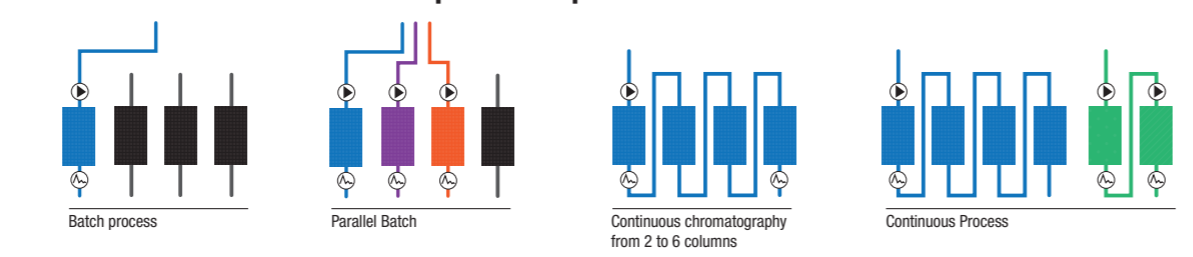 Batch process
Parallel Batch
Continuous chromatography
from 2 to 6 columns
Continuous Process